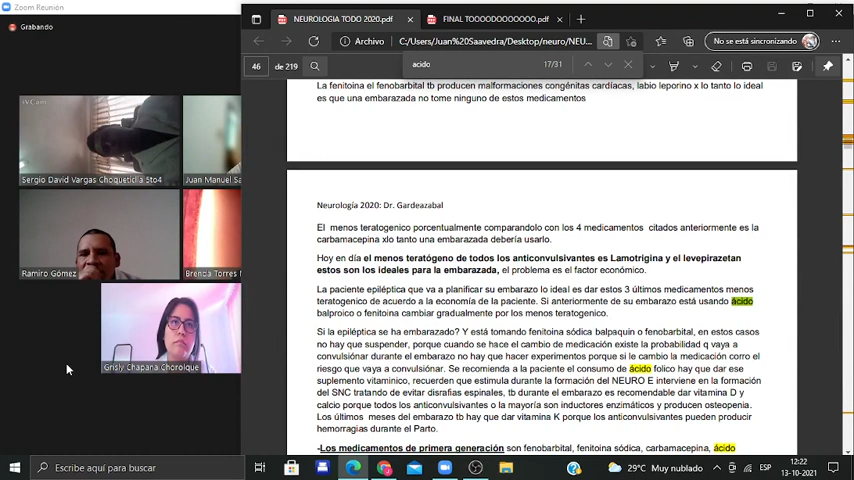 Zoom Reunión
Grabando
NEUROLOGIA TODO 2020.pdf
FINAL TOOOOOOOOOOO.pdf
Archivo
C:/Users/Juan%20Saavedra/Desktop/neuro/NEU...
No se está sincronizando
46 de 219
acido
17/31
La fenitoina el fenobarbital tb producen malformaciones congénitas cardíacas, labio leporino x lo tanto lo ideal
es que una embarazada no tome ninguno de estos medicamentos
Neurología 2020: Dr. Gardeazabal
El menos teratogenico porcentualmente comparandolo con los 4 medicamentos citados anteriormente es la
carbamacepina xlo tanto una embarazada debería usarlo.
Hoy en día el menos teratógeno de todos los anticonvulsivantes es Lamotrigina y el levepirazetan
estos son los ideales para la embarazada, el problema es el factor económico.
La paciente epiléptica que va a planificar su embarazo lo ideal es dar estos 3 últimos medicamentos menos
teratogenico de acuerdo a la economía de la paciente. Si anteriormente de su embarazo está usando ácido
balproico o fenitoina cambiar gradualmente por los menos teratogenico.
Si la epiléptica se ha embarazado? Y está tomando fenitoína sódica balpaquin o fenobarbital, en estos casos
no hay que suspender, porque cuando se hace el cambio de medicación existe la probabilidad q vaya a
convulsiónar durante el embarazo no hay que hacer experimentos porque si le cambio la medicación corro el
riesgo que vaya a convulsiónar. Se recomienda a la paciente el consumo de ácido folico hay que dar ese
suplemento vitaminico, recuerden que estimula durante la formación del NEURO E interviene en la formación
del SNC tratando de evitar disrafias espinales, tb durante el embarazo es recomendable dar vitamina D y
calcio porque todos los anticonvulsivantes o la mayoría son inductores enzimáticos y producen osteopenia.
Los últimos meses del embarazo tb hay que dar vitamina K porque los anticonvulsivantes pueden producir
hemorragias durante el Parto.
-Los medicamentos de primera generación son fenobarbital, fenitoina sódica, carbamacepina, ácido
iVCam
Sergio David Vargas Choqueticlla 5to4
Juan Manuel Sa
Ramiro Gómez
Brenda Torres M
Grisly Chapana Chorolque
Escribe aquí para buscar
29°C Muy nublado
ESP
12:22
13-10-2021